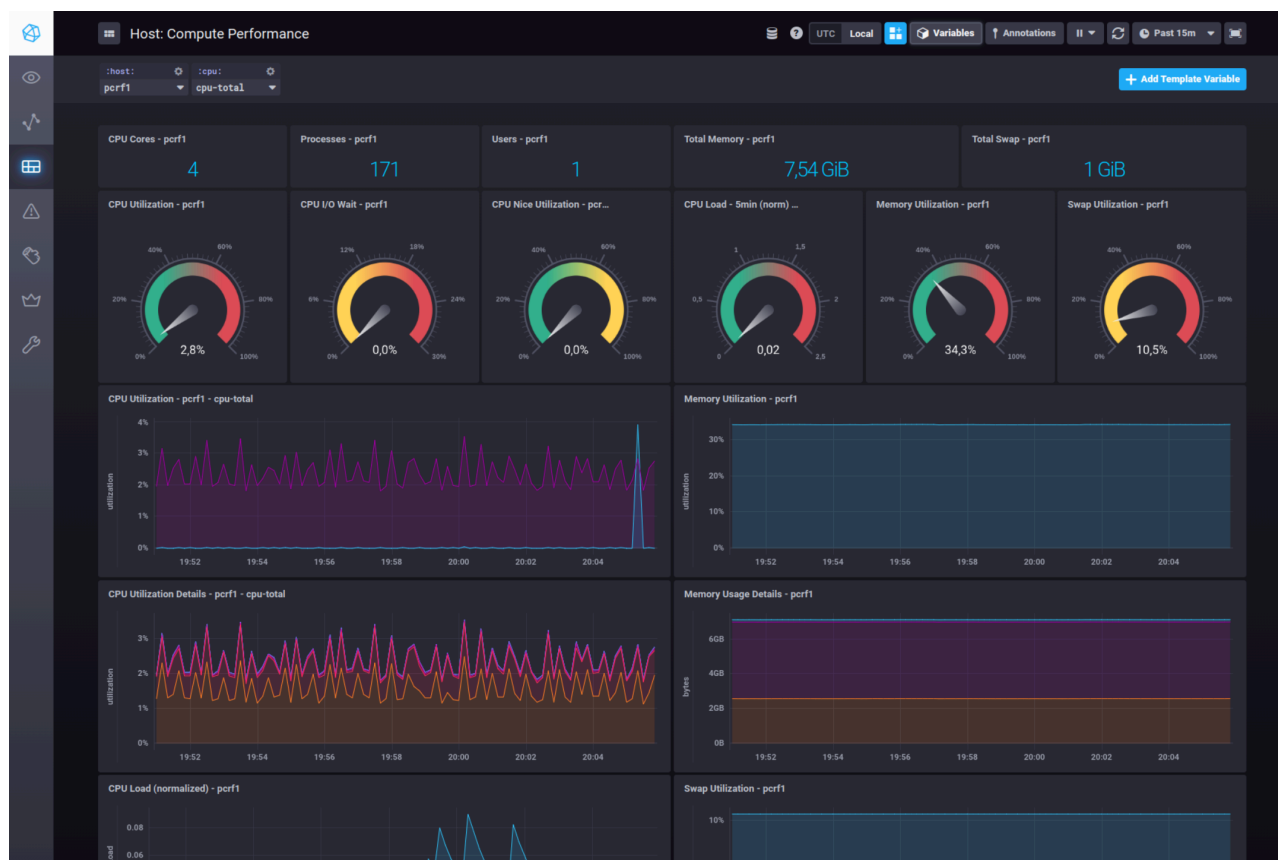 Host: Compute Performance
UTC Local Variables Annotations Past 15m
:host: :cpu:
pcrf1 cpu-total
Add Template Variable
CPU Cores - pcrf1 Processes - pcrf1 Users - pcrf1 Total Memory - pcrf1 Total Swap - pcrf1
4 171 1 7,54 GiB 1 GiB
CPU Utilization - pcrf1 CPU I/O Wait - pcrf1 CPU Nice Utilization - pcr... CPU Load - 5min (norm) ... Memory Utilization - pcrf1 Swap Utilization - pcrf1
40% 60% 12% 18% 40% 60% 1 1,5 40% 60% 40% 60%
20% 80% 6% 24% 20% 80% 0,5 2 20% 80% 20% 80%
2,8% 0,0% 0,0% 0,02 34,3% 10,5%
0% 100% 0% 30% 0% 100% 0 2,5 0% 100% 0% 100%
CPU Utilization - pcrf1 - cpu-total
4%
3%
2%
1%
0%
utilization
19:52 19:54 19:56 19:58 20:00 20:02 20:04
Memory Utilization - pcrf1
30%
20%
10%
0%
utilization
19:52 19:54 19:56 19:58 20:00 20:02 20:04
CPU Utilization Details - pcrf1 - cpu-total
3%
2%
1%
0%
utilization
19:52 19:54 19:56 19:58 20:00 20:02 20:04
Memory Usage Details - pcrf1
6GB
4GB
2GB
0B
bytes
19:52 19:54 19:56 19:58 20:00 20:02 20:04
CPU Load (normalized) - pcrf1
0.08
0.06
Swap Utilization - pcrf1
10%